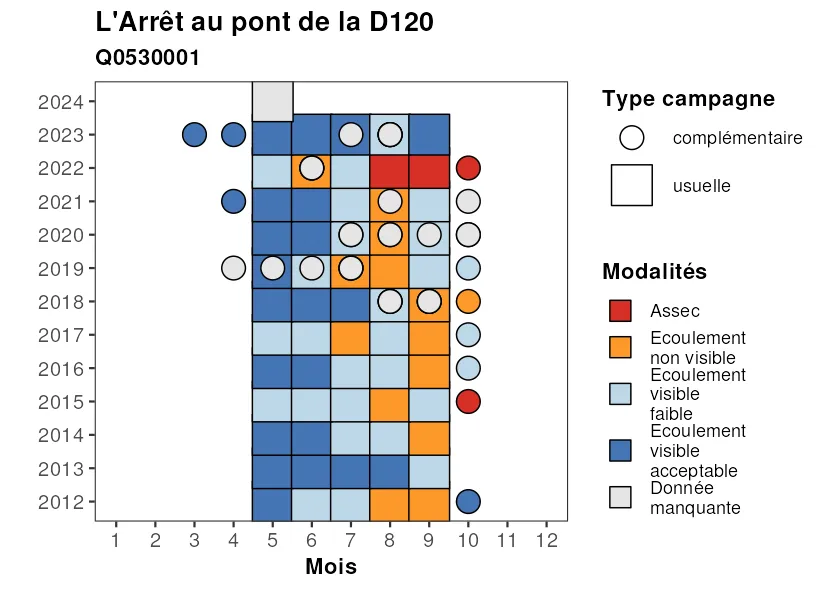 L'Arrêt au pont de la D120
Q0530001
2024
2023
2022
2021
2020
2019
2018
2017
2016
2015
2014
2013
2012
1 2 3 4 5 6 7 8 9 10 11 12
Mois
Type campagne
complémentaire
usuelle
Modalités
Assec
Ecoulement
non visible
Ecoulement
visible
faible
Ecoulement
visible
acceptable
Donnée
manquante